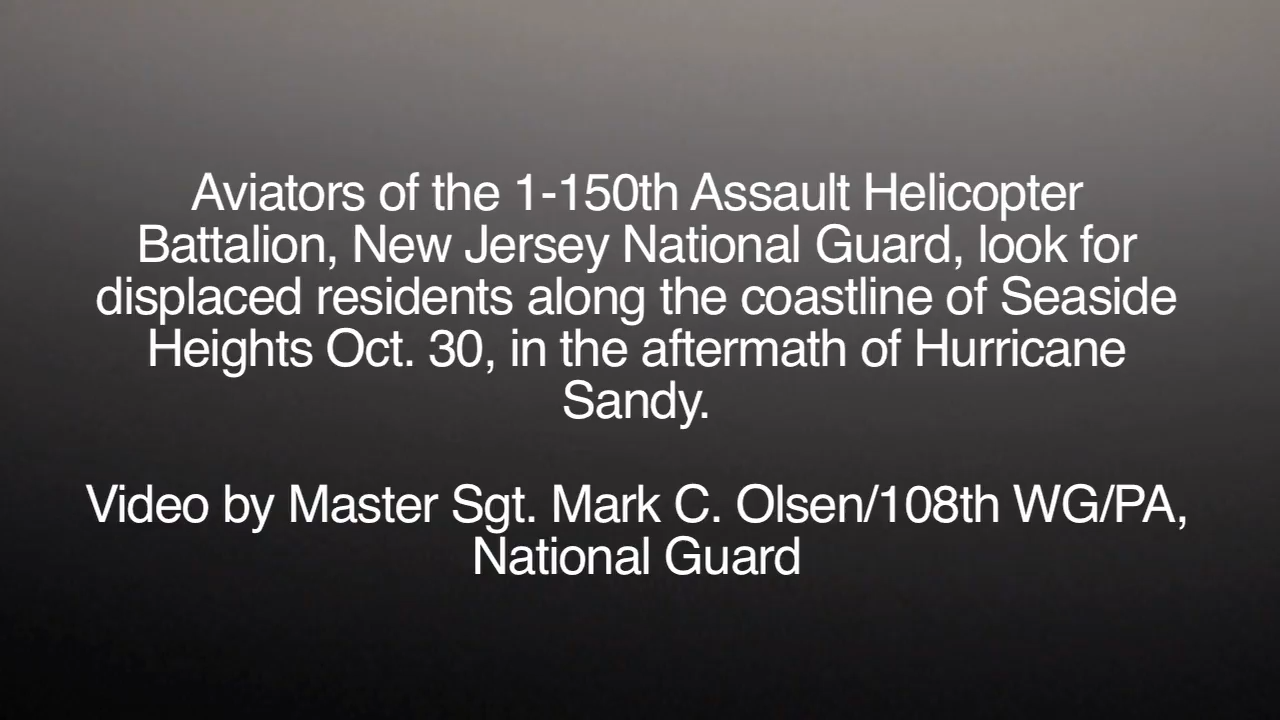 Aviators of the 1-150th Assault Helicopter
Battalion, New Jersey National Guard, look for
displaced residents along the coastline of Seaside
Heights Oct. 30, in the aftermath of Hurricane
Sandy.
Video by Master Sgt. Mark C. Olsen/108th WG/PA,
National Guard